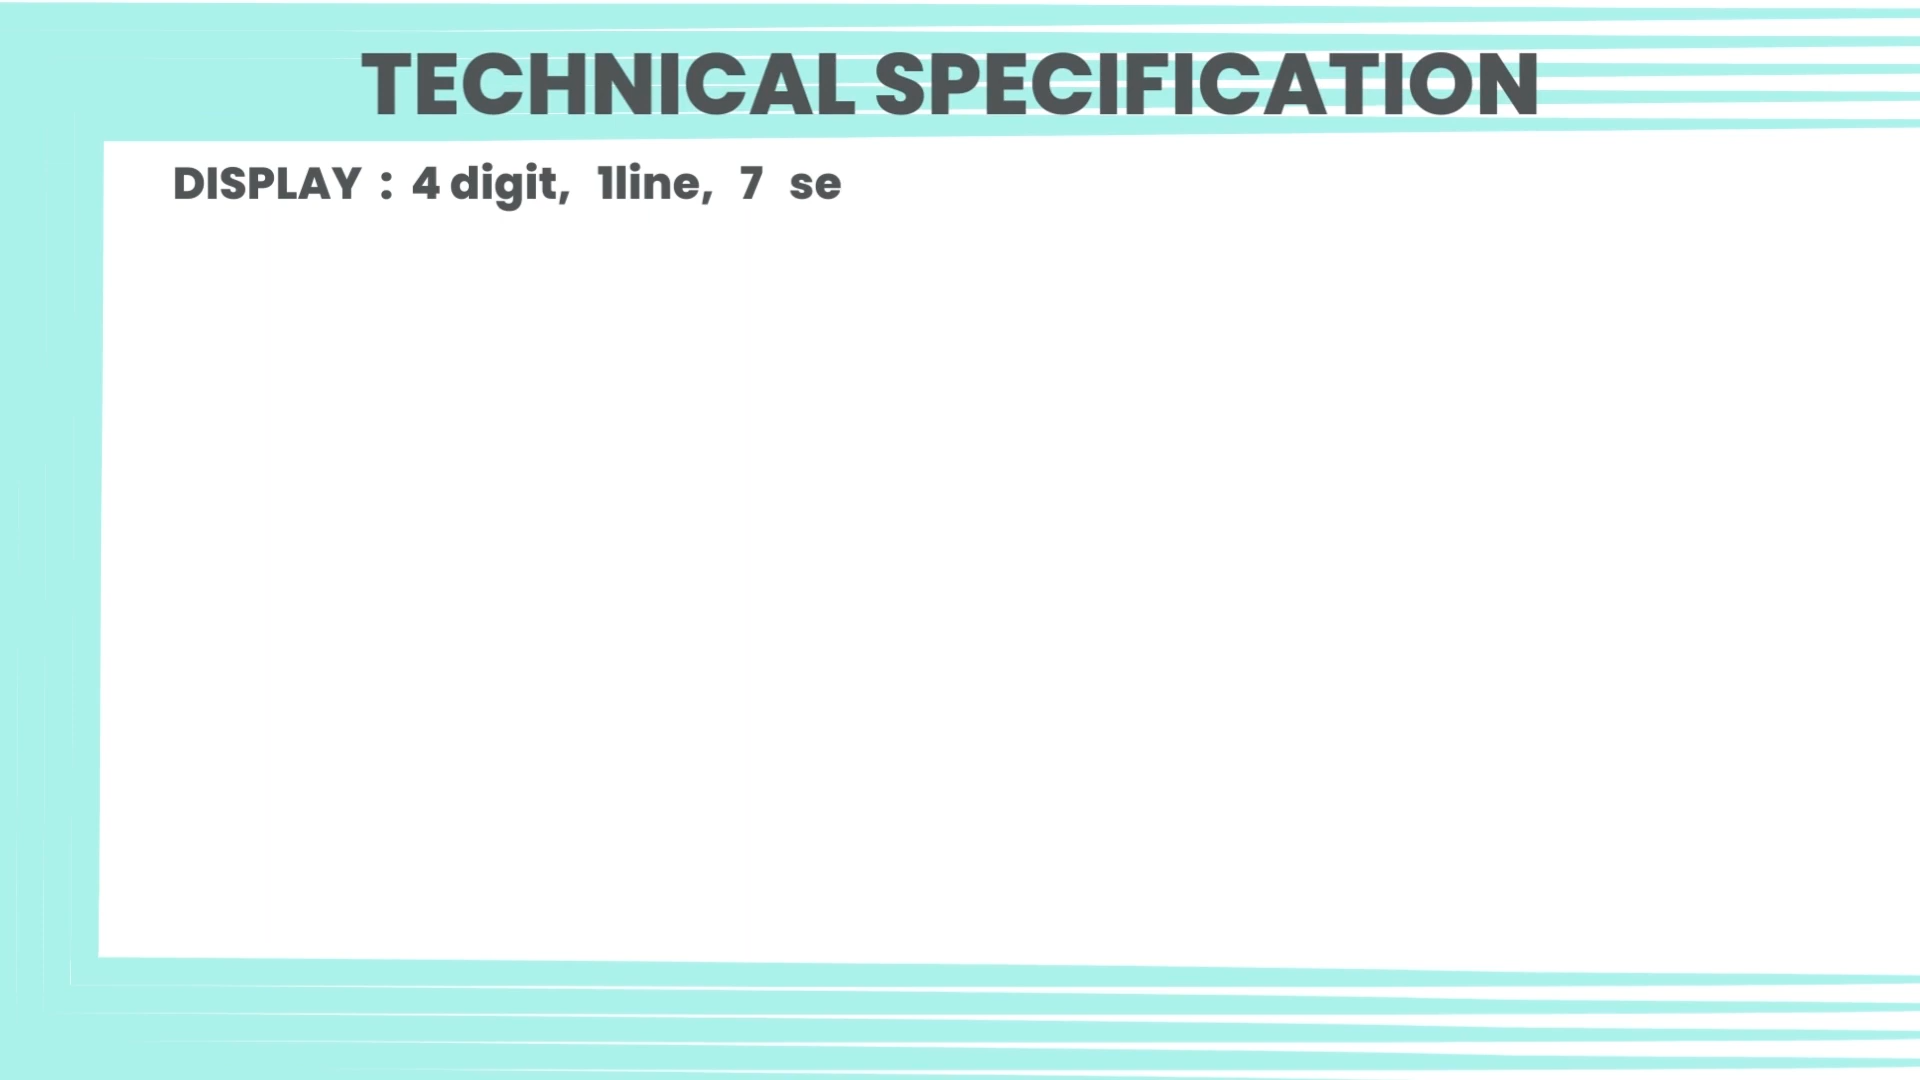 TECHNICAL SPECIFICATION
DISPLAY : 4 digit, 1line, 7 se